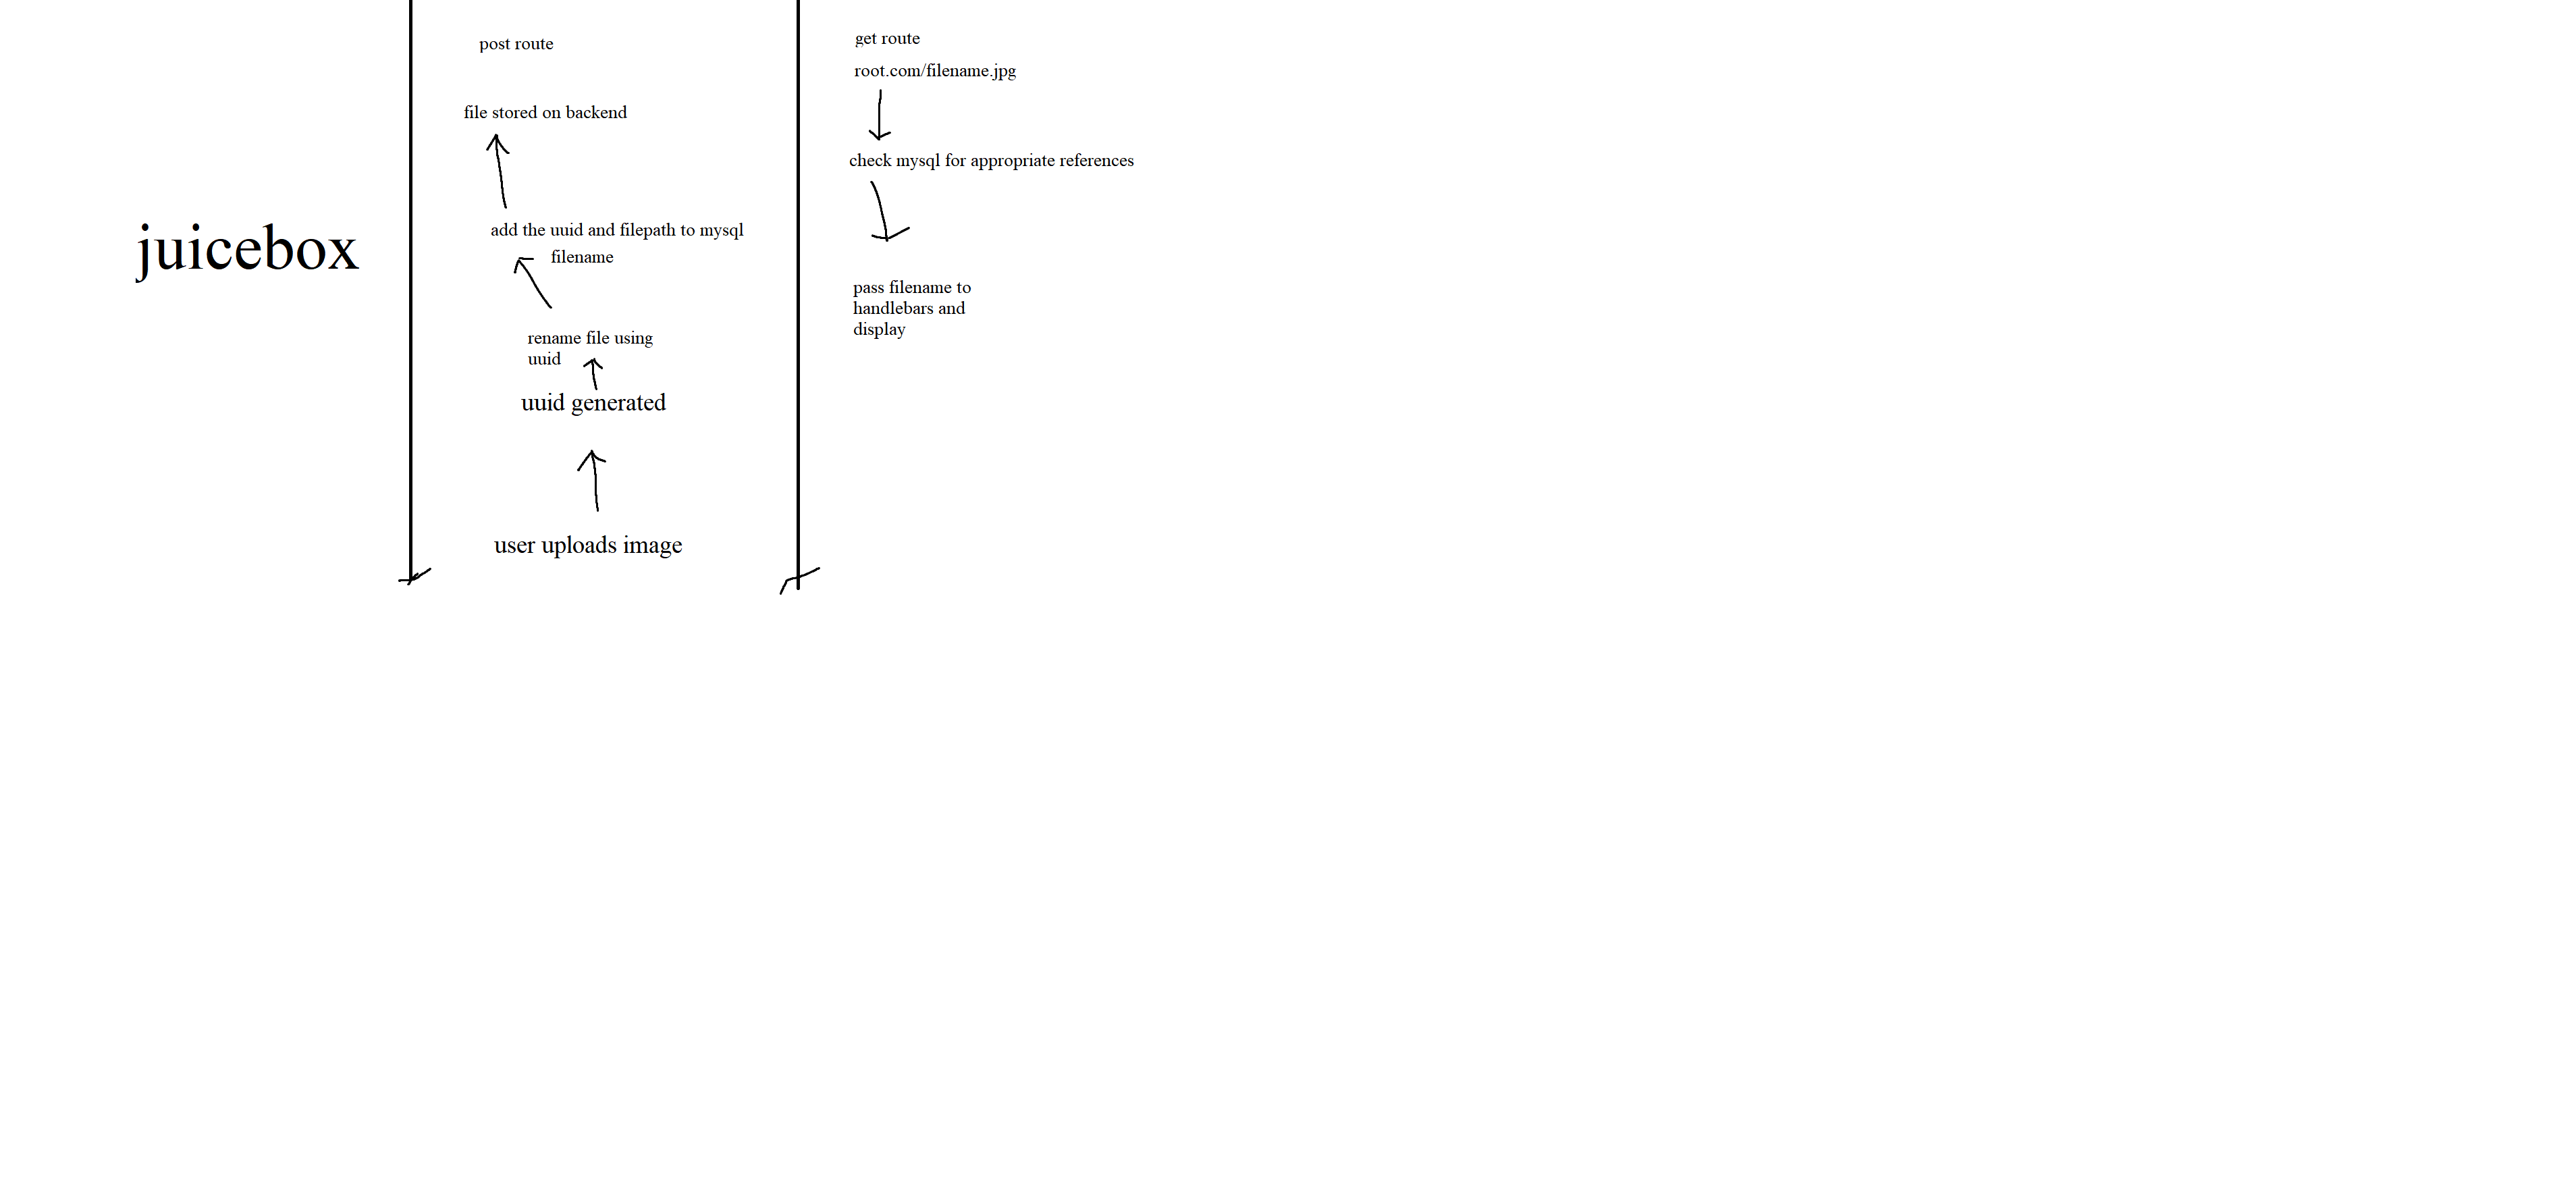 juicebox
post route
file stored on backend
add the uuid and filepath to mysql
filename
rename file using
uuid
uuid generated
user uploads image
get route
root.com/filename.jpg
check mysql for appropriate references
pass filename to
handlebars and
display